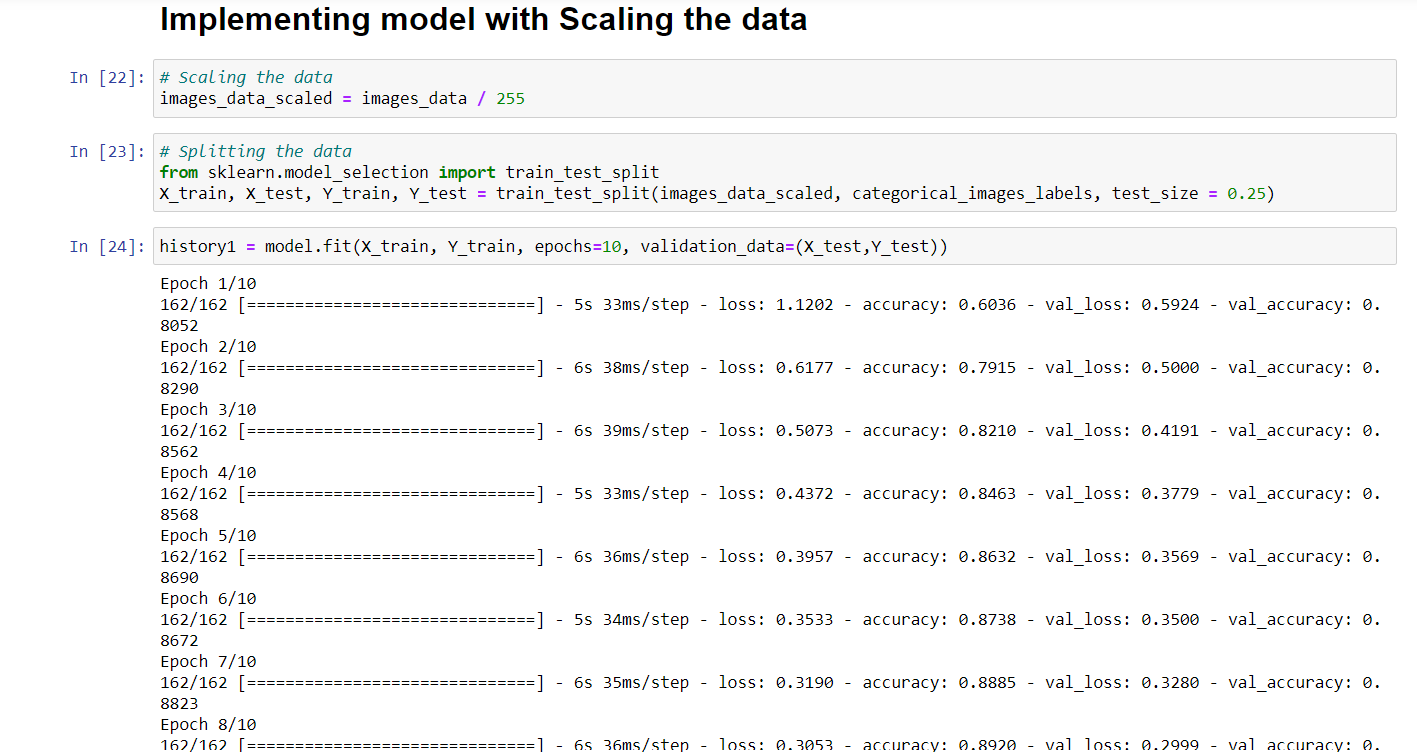 Implementing model with Scaling the data
In [22]: # Scaling the data
images_data_scaled = images_data / 255
In [23]: # Splitting the data
from sklearn.model_selection import train_test_split
X_train, X_test, Y_train, Y_test = train_test_split(images_data_scaled, categorical_images_labels, test_size = 0.25)
In [24]: history1 = model.fit(X_train, Y_train, epochs=10, validation_data=(X_test,Y_test))
Epoch 1/10
162/162 [==============================] - 5s 33ms/step - loss: 1.1202 - accuracy: 0.6036 - val_loss: 0.5924 - val_accuracy: 0.
8052
Epoch 2/10
162/162 [==============================] - 6s 38ms/step - loss: 0.6177 - accuracy: 0.7915 - val_loss: 0.5000 - val_accuracy: 0.
8290
Epoch 3/10
162/162 [==============================] - 6s 39ms/step - loss: 0.5073 - accuracy: 0.8210 - val_loss: 0.4191 - val_accuracy: 0.
8562
Epoch 4/10
162/162 [==============================] - 5s 33ms/step - loss: 0.4372 - accuracy: 0.8463 - val_loss: 0.3779 - val_accuracy: 0.
8568
Epoch 5/10
162/162 [==============================] - 6s 36ms/step - loss: 0.3957 - accuracy: 0.8632 - val_loss: 0.3569 - val_accuracy: 0.
8690
Epoch 6/10
162/162 [==============================] - 5s 34ms/step - loss: 0.3533 - accuracy: 0.8738 - val_loss: 0.3500 - val_accuracy: 0.
8672
Epoch 7/10
162/162 [==============================] - 6s 35ms/step - loss: 0.3190 - accuracy: 0.8885 - val_loss: 0.3280 - val_accuracy: 0.
8823
Epoch 8/10
162/162 [==============================] - 6s 36ms/step - loss: 0.3053 - accuracy: 0.8920 - val_loss: 0.2999 - val_accuracy: 0.